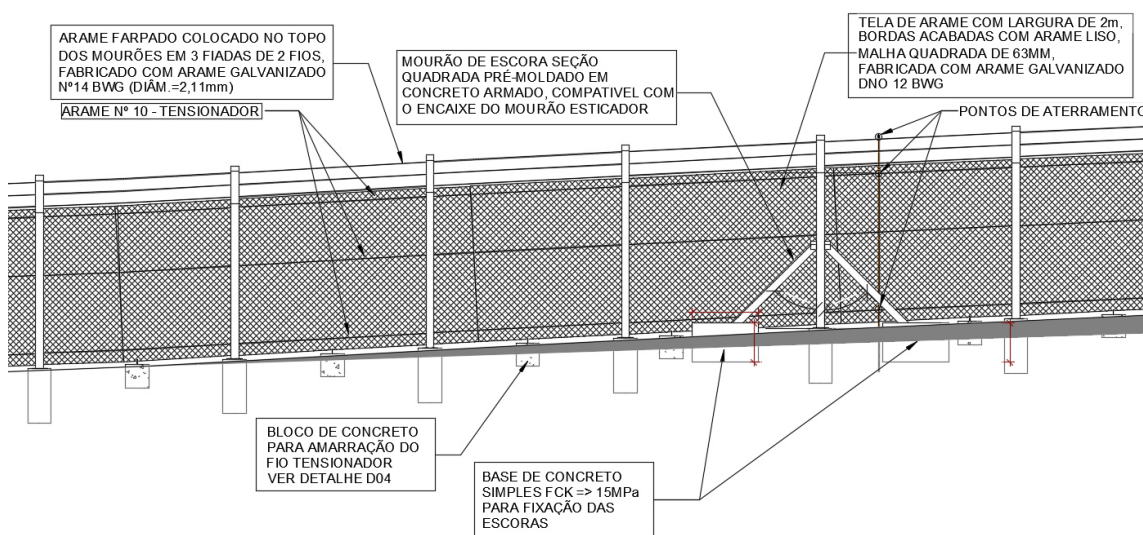 ARAME FARPADO COLOCADO NO TOPO
DOS MOURÕES EM 3 FIADAS DE 2 FIOS,
FABRICADO COM ARAME GALVANIZADO
Nº14 BWG (DIÂM.=2,11mm)
ARAME Nº 10 - TENSIONADOR
MOURÃO DE ESCORA SEÇÃO
QUADRADA PRÉ-MOLDADO EM
CONCRETO ARMADO, COMPATIVEL COM
O ENCAIXE DO MOURÃO ESTICADOR
TELA DE ARAME COM LARGURA DE 2m,
BORDAS ACABADAS COM ARAME LISO,
MALHA QUADRADA DE 63MM,
FABRICADA COM ARAME GALVANIZADO
DNO 12 BWG
PONTOS DE ATERRAMENTO
BLOCO DE CONCRETO
PARA AMARRAÇÃO DO
FIO TENSIONADOR
VER DETALHE D04
BASE DE CONCRETO
SIMPLES FCK => 15MPa
PARA FIXAÇÃO DAS
ESCORAS